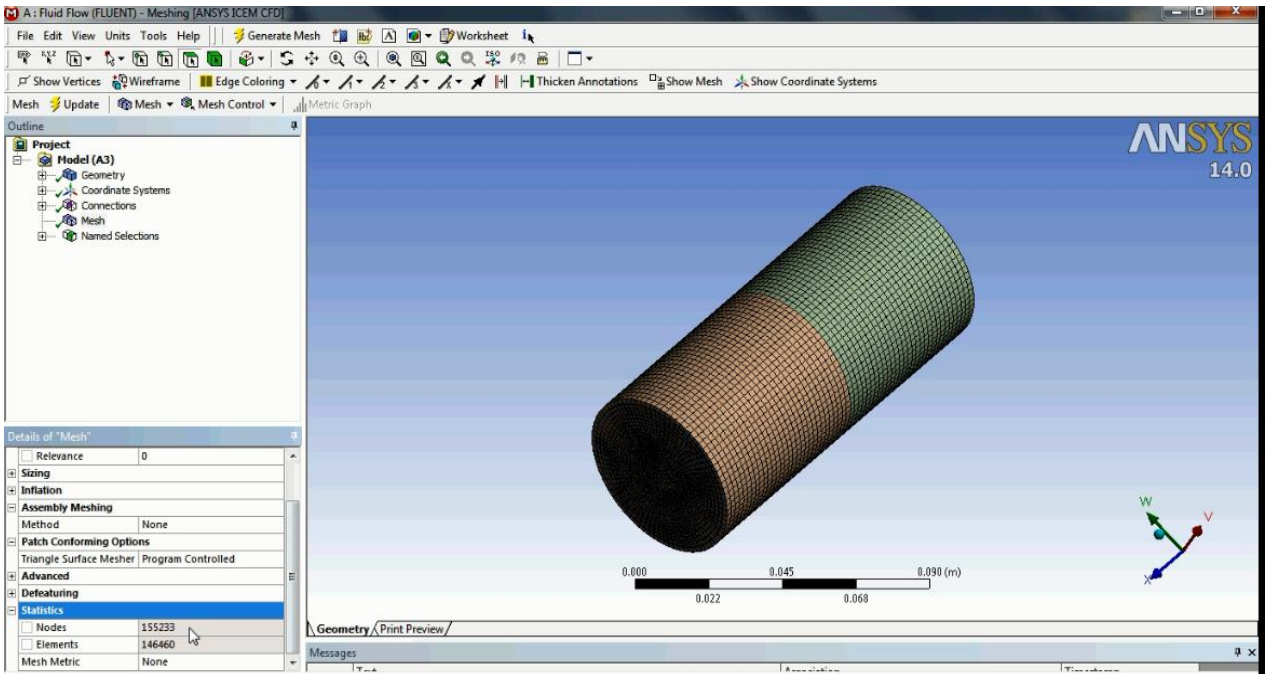 A : Fluid Flow (FLUENT) - Meshing [ANSYS ICEM CFD]
File Edit View Units Tools Help Generate Mesh A Worksheet i
Show Vertices Wireframe Edge Coloring Thicken Annotations Show Mesh Show Coordinate Systems
Mesh Update Mesh Mesh Control Metric Graph
Outline
Project
Model (A3)
Geometry
Coordinate Systems
Connections
Mesh
Named Selections
ANSYS
14.0
Details of "Mesh"
Relevance 0
Sizing
Inflation
Assembly Meshing
Method None
Patch Conforming Options
Triangle Surface Mesher Program Controlled
Advanced
Defeaturing
Statistics
Nodes 155233
Elements 146460
Mesh Metric None
W
V
X
0.000 0.045 0.090 (m)
0.022 0.068
Geometry Print Preview
Messages
Text Association Timestamp